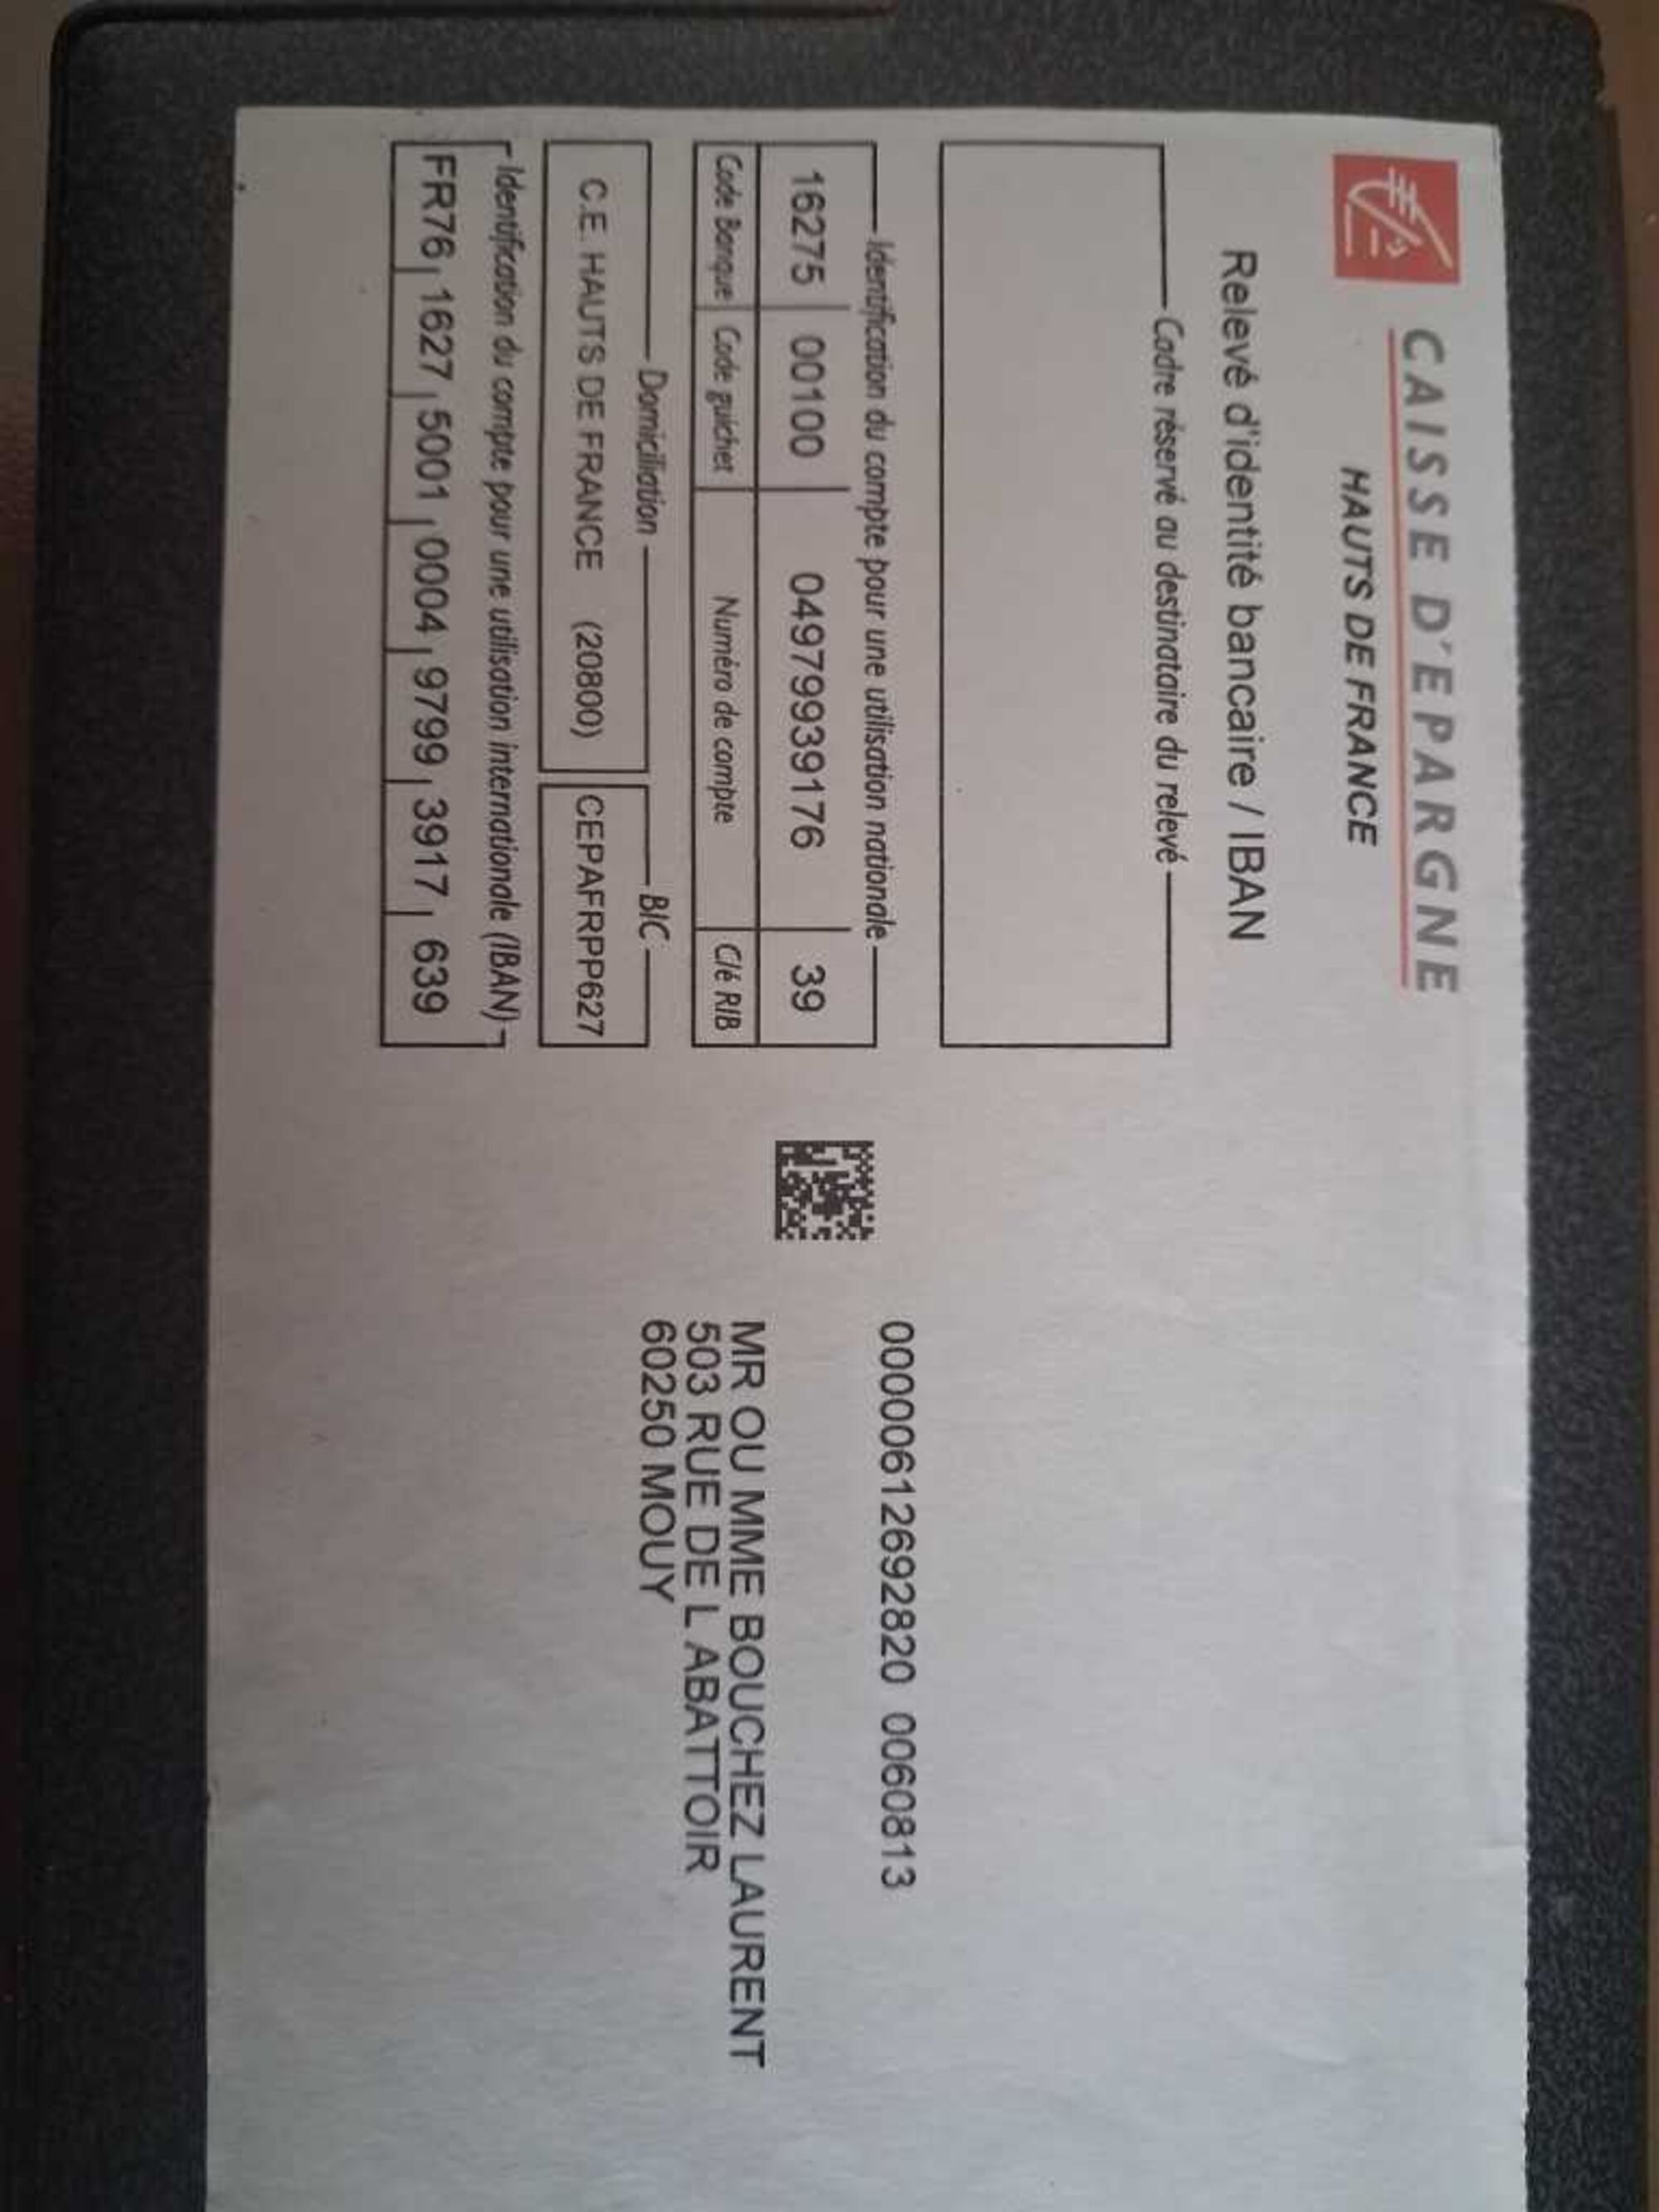 CAISSE D'EPARGNE
HAUTS DE FRANCE
Relevé d'identité bancaire / IBAN
Cadre réservé au destinataire du relevé
Identification du compte pour une utilisation nationale
16275 00100 04979939176 39
Code Banque Code guichet Numéro de compte Clé RIB
Domiciliation BIC
C.E. HAUTS DE FRANCE (20800) CEPAFRPP627
Identification du compte pour une utilisation internationale (IBAN)
FR76 1627 5001 0004 9799 3917 639
0000061269282​0 0060813
MR OU MME BOUCHEZ LAURENT
503 RUE DE L ABATTOIR
60250 MOUY